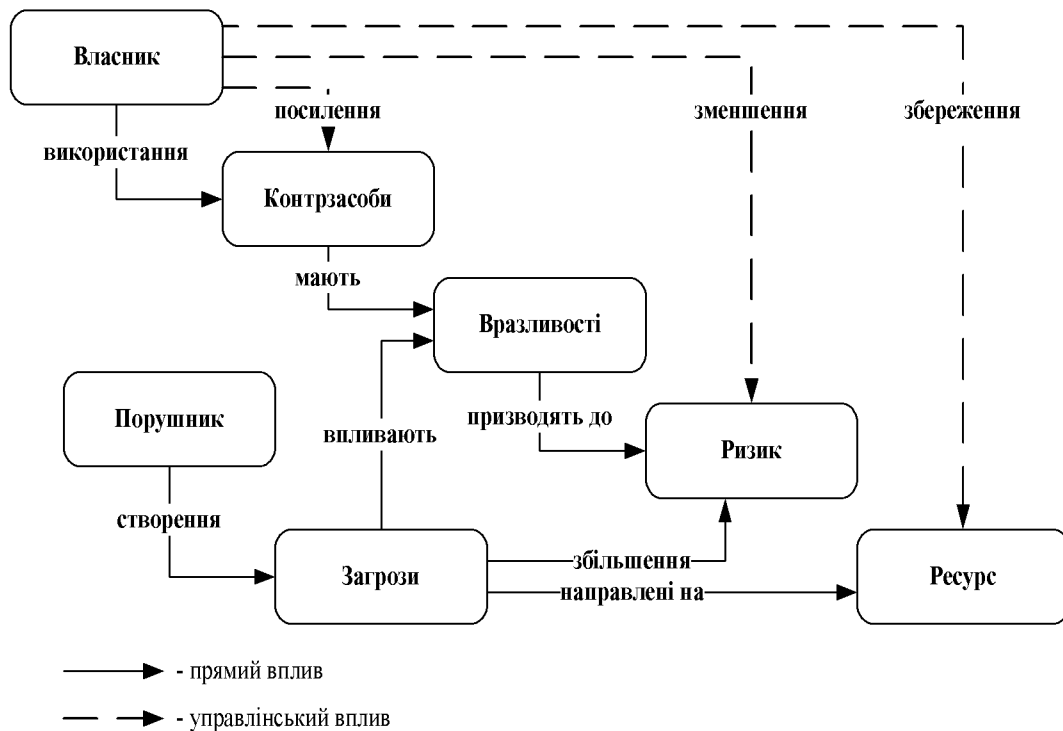 Власник
посилення
зменшення
збереження
використання
Контрзасоби
мають
Вразливості
Порушник
впливають
призводять до
Ризик
створення
Загрози
збільшення
направлені на
Ресурс
- прямий вплив
- управлінський вплив